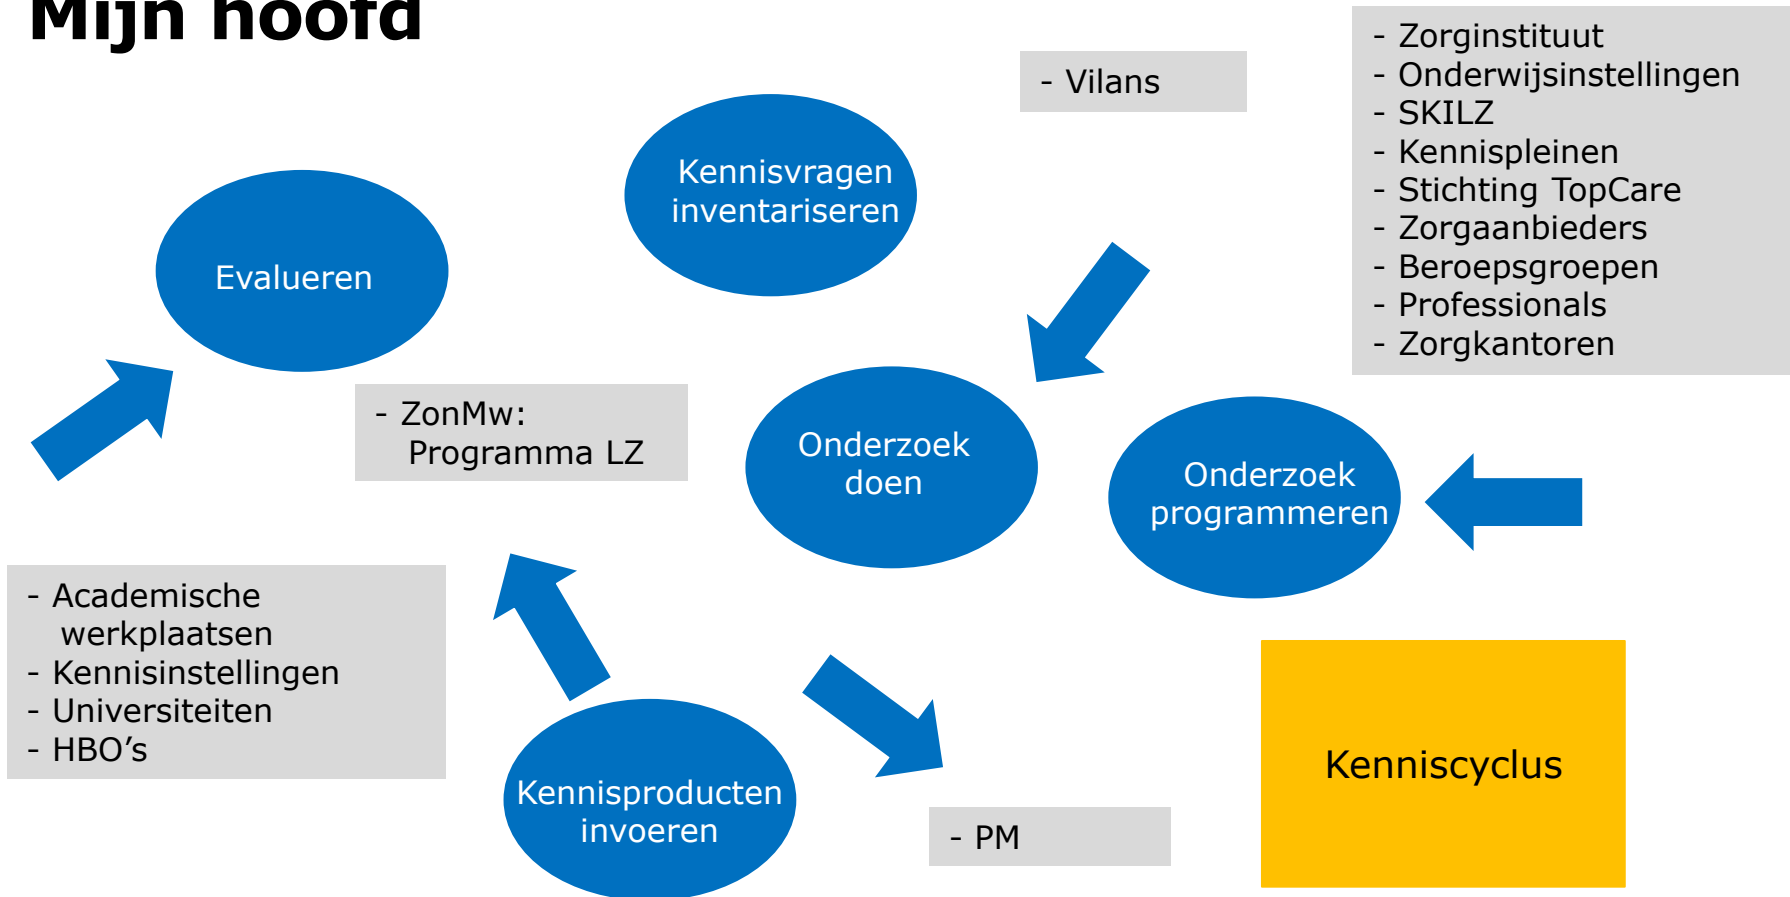 Mijn hoofd
- Vilans
- Zorginstituut
- Onderwijsinstellingen
- SKILZ
- Kennispleinen
- Stichting TopCare
- Zorgaanbieders
- Beroepsgroepen
- Professionals
- Zorgkantoren
Kennisvragen
inventariseren
Evalueren
- ZonMw:
Programma LZ
Onderzoek
doen
Onderzoek
programmeren
- Academische
werkplaatsen
- Kennisinstellingen
- Universiteiten
- HBO’s
Kennisproducten
invoeren
- PM
Kenniscyclus